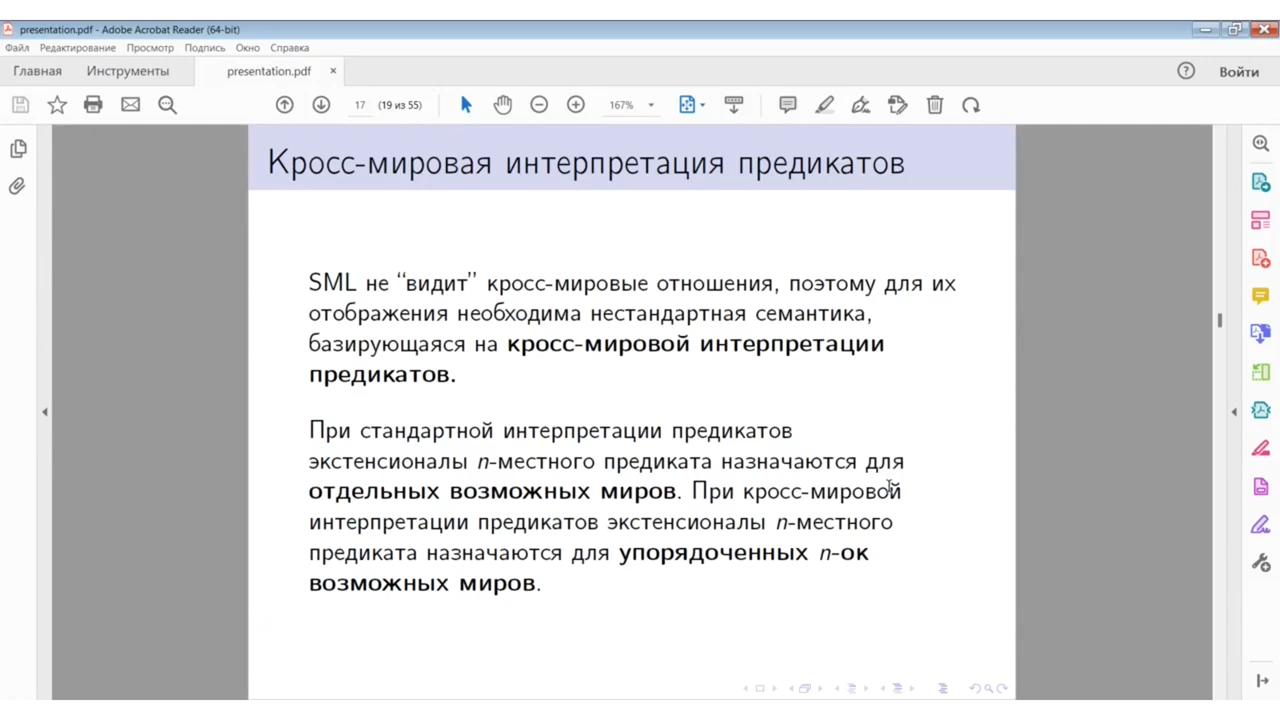 presentation.pdf - Adobe Acrobat Reader (64-bit)
Файл Редактирование Просмотр Подпись Окно Справка
Главная Инструменты presentation.pdf × Войти
17 (19 из 55) 167%
Кросс-мировая интерпретация предикатов
SML не “видит” кросс-мировые отношения, поэтому для их
отображения необходима нестандартная семантика,
базирующаяся на кросс-мировой интерпретации
предикатов.
При стандартной интерпретации предикатов
экстенсионалы n-местного предиката назначаются для
отдельных возможных миров. При кросс-мировой
интерпретации предикатов экстенсионалы n-местного
предиката назначаются для упорядоченных n-ок
возможных миров.